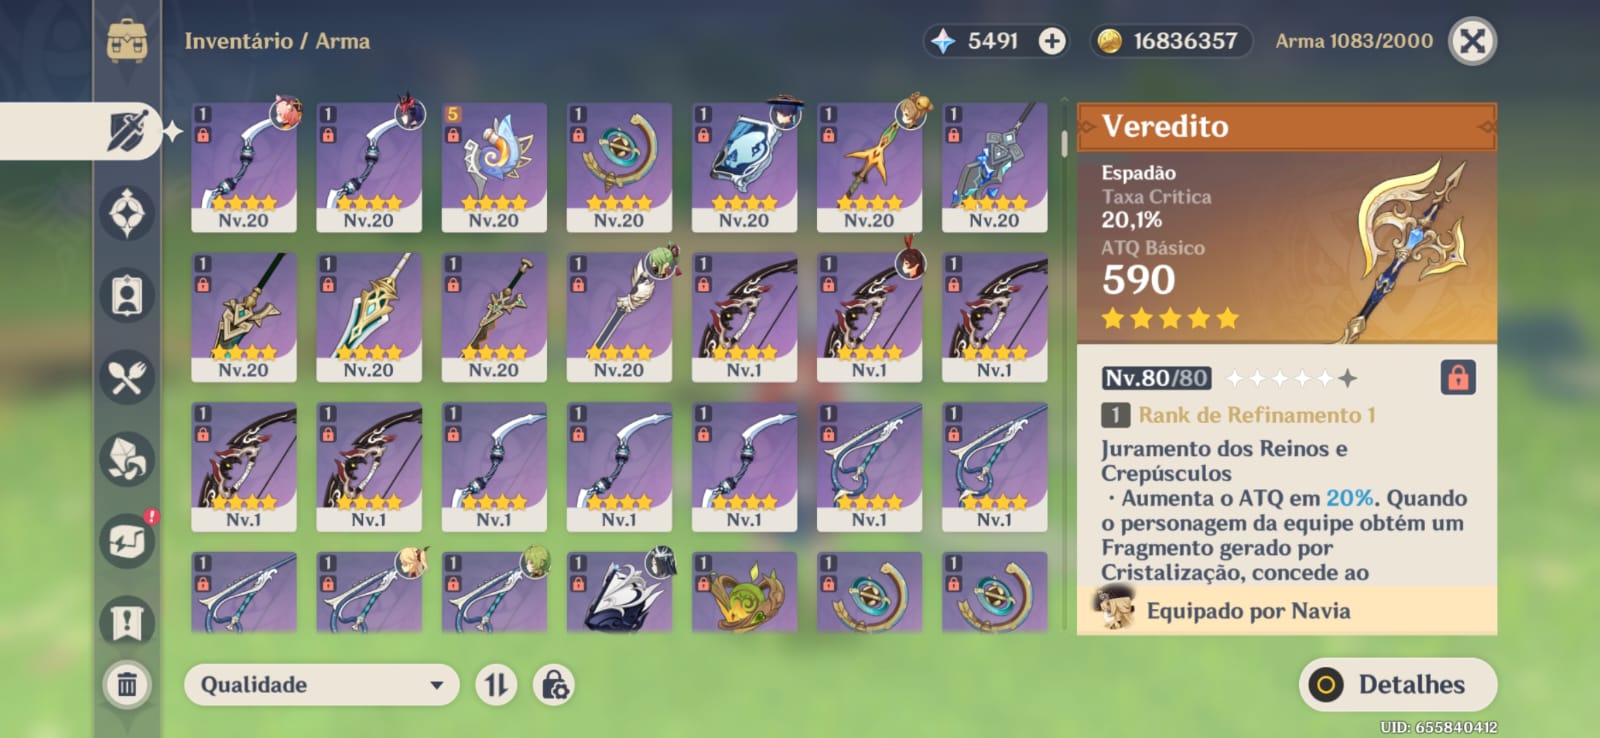 Inventário / Arma
5491
16836357
Arma 1083/2000
1
1
5
1
1
1
1
Nv.20
Nv.20
Nv.20
Nv.20
Nv.20
Nv.20
Nv.20
1
1
1
1
1
1
1
Nv.20
Nv.20
Nv.20
Nv.20
Nv.1
Nv.1
Nv.1
1
1
1
1
1
1
1
Nv.1
Nv.1
Nv.1
Nv.1
Nv.1
Nv.1
Nv.1
1
1
1
1
1
1
1
Veredito
Espadão
Taxa Crítica
20,1%
ATQ Básico
590
Nv.80/80
1 Rank de Refinamento 1
Juramento dos Reinos e
Crepúsculos
・Aumenta o ATQ em 20%. Quando
o personagem da equipe obtém um
Fragmento gerado por
Cristalização, concede ao
Equipado por Navia
Qualidade
Detalhes
UID: 655840412